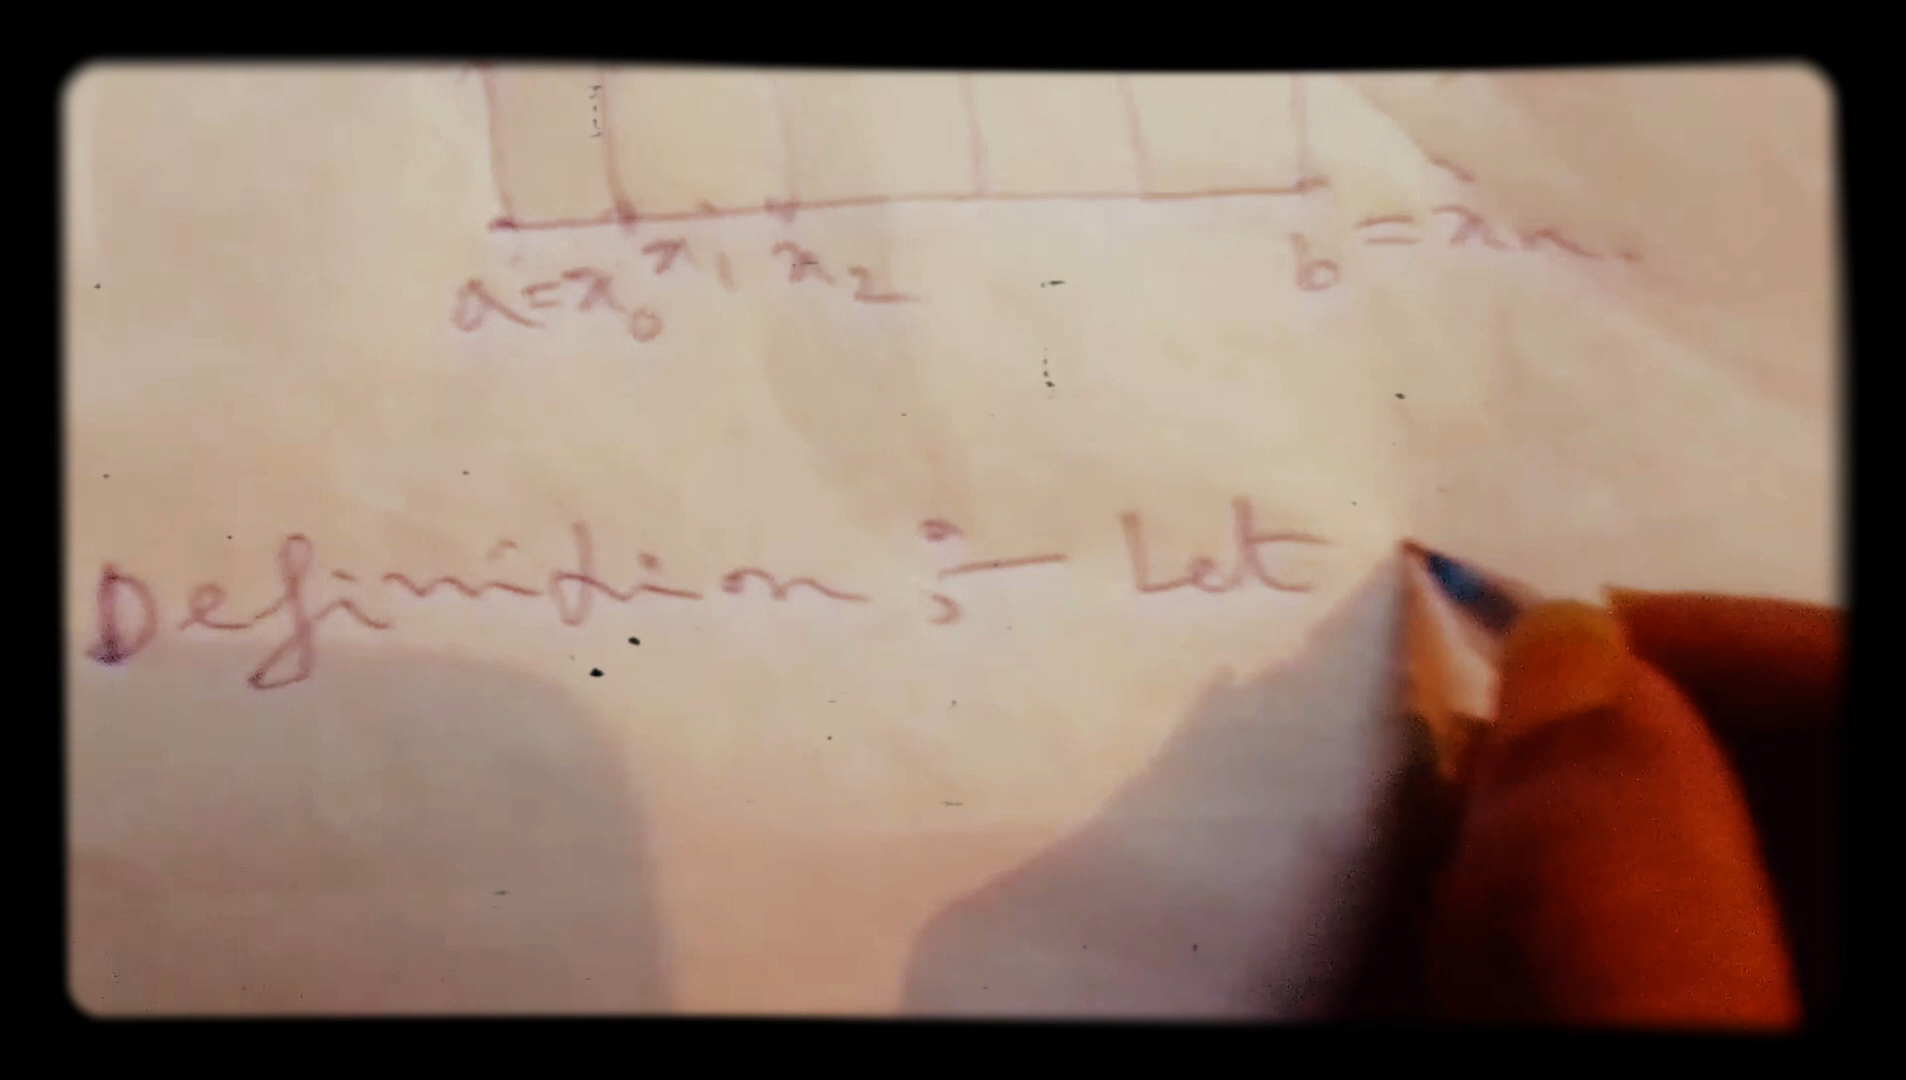 a=x₀ x₁ x₂ b = xn.
Definition :- Let